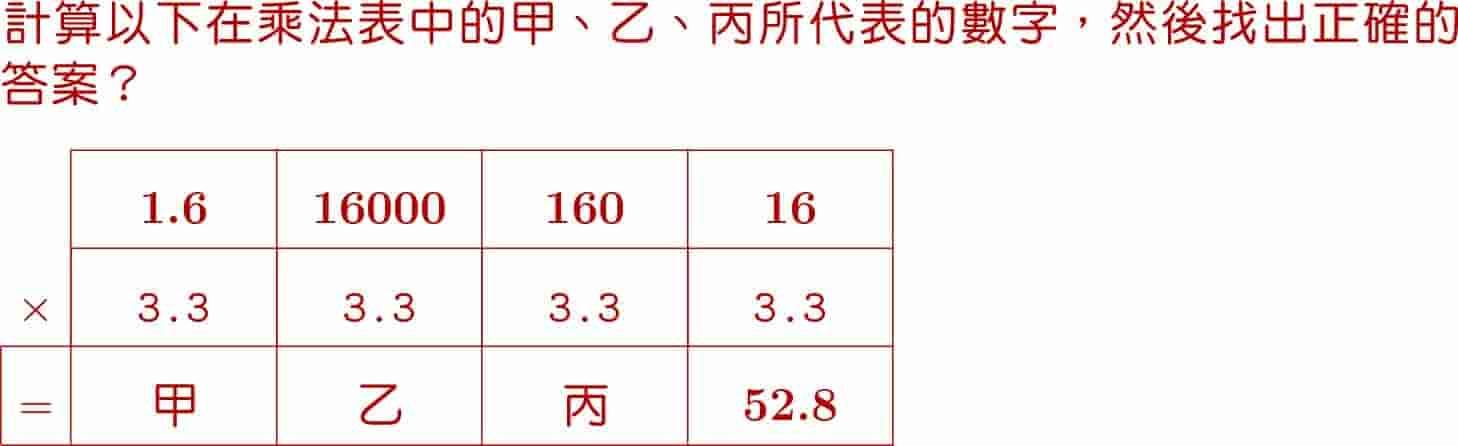 計算以下在乘法表中的甲、乙、丙所代表的數字，然後找出正確的
答案？
1.6 16000 160 16
× 3.3 3.3 3.3 3.3
= 甲 乙 丙 52.8